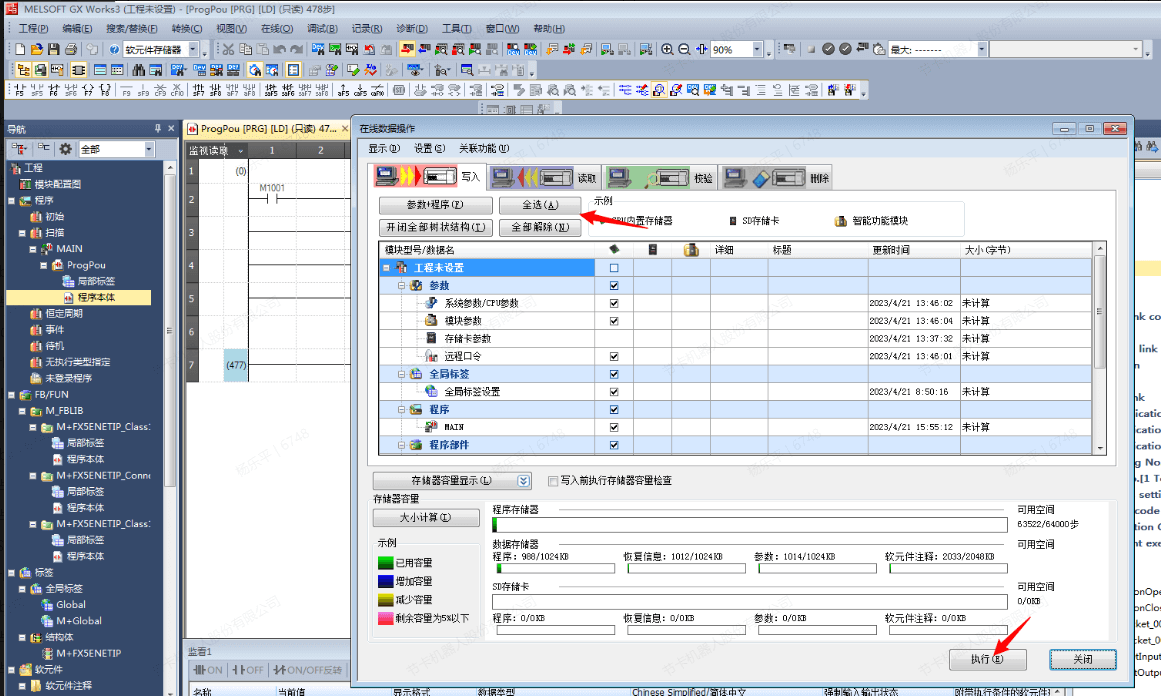 MELSOFT GX Works3 (工程未设置) - [ProgPou [PRG] [LD] (只读) 478步]
工程(P) 编辑(E) 搜索/替换(F) 转换(C) 视图(V) 在线(O) 调试(B) 记录(R) 诊断(D) 工具(T) 窗口(W) 帮助(H)
软元件存储器 90% 最大: -------
导航
全部
工程
模块配置图
程序
初始
扫描
MAIN
ProgPou
局部标签
程序本体
恒定周期
事件
待机
无执行类型指定
未登录程序
FB/FUN
M_FBLIB
M+FX5ENETIP_Class:
局部标签
程序本体
M+FX5ENETIP_Conne
局部标签
程序本体
M+FX5ENETIP_Class:
局部标签
程序本体
标签
全局标签
Global
M+Global
结构体
M+FX5ENETIP
软元件
软元件注释
ProgPou [PRG] [LD] (只读) 47...
监视读取 1 2
1 (0)
M1001
2
3
4
5
6
7 (477)
监看1
ON OFF ON/OFF反转
名称 当前值 显示格式 数据类型 Chinese Simplified/简体中文 强制输入输出状态
在线数据操作
显示(D) 设置(S) 关联功能(U)
写入 读取 校验 删除
参数+程序(F) 全选(A)
开闭全部树状结构(T) 全部解除(N)
示例
CPU内置存储器 SD存储卡 智能功能模块
模块型号/数据名 详细 标题 更新时间 大小(字节)
工程未设置
参数
系统参数/CPU参数 2023/4/21 13:46:02 未计算
模块参数 2023/4/21 13:46:04 未计算
存储卡参数 2023/4/21 13:37:32 未计算
远程口令 2023/4/21 13:46:01 未计算
全局标签
全局标签设置 2023/4/21 8:50:16 未计算
程序
MAIN 2023/4/21 15:55:12 未计算
程序部件
存储器容量显示(L) 写入前执行存储器容量检查
存储器容量
大小计算(I)
示例
已用容量
增加容量
减少容量
剩余容量为5%以下
程序存储器 可用空间
63522/64000步
数据存储器 可用空间
程序: 988/1024KB 恢复信息: 1012/1024KB 参数: 1014/1024KB 软元件注释: 2033/2048KB
SD存储卡 可用空间
0/0KB
程序: 0/0KB 恢复信息: 0/0KB 参数: 0/0KB 软元件注释: 0/0KB
执行(E) 关闭